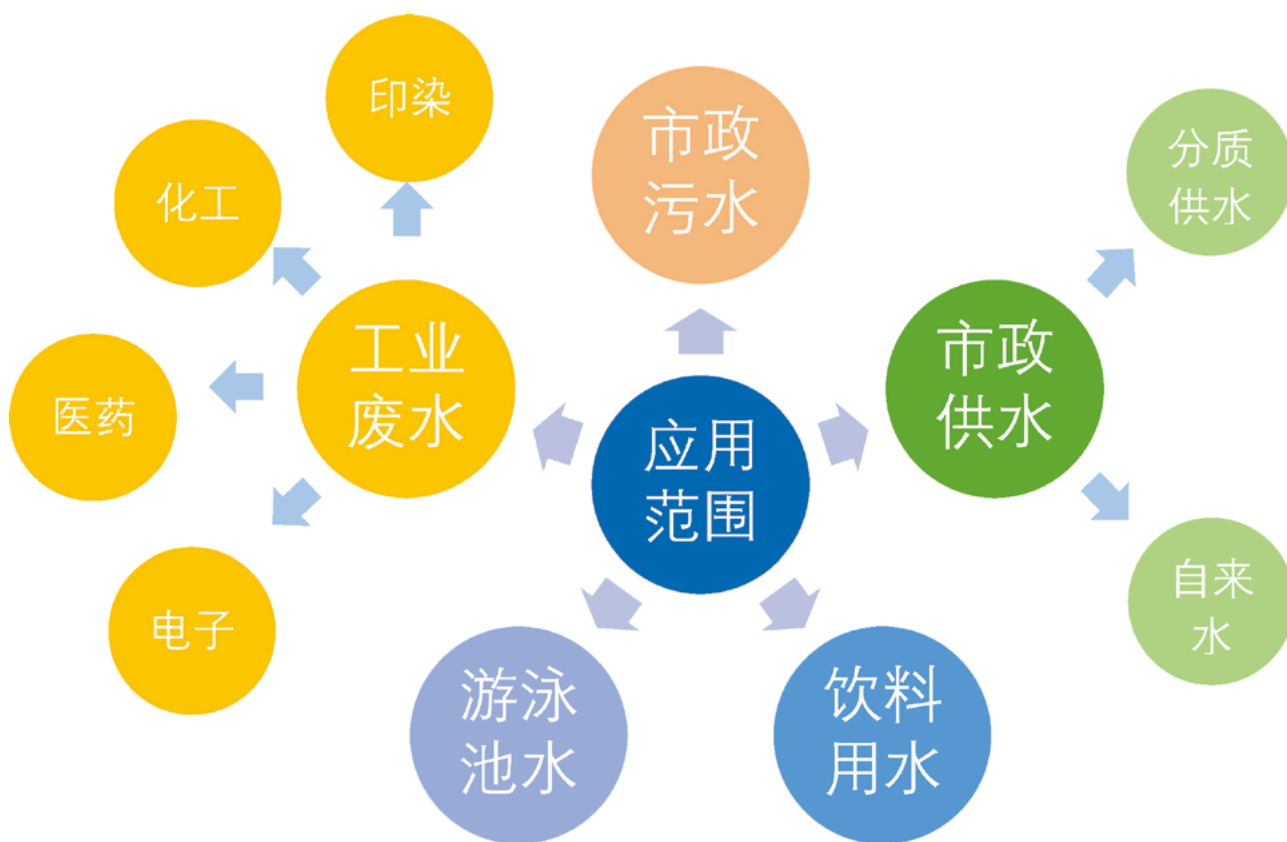 印染
化工
医药
电子
工业
废水
市政
污水
应用
范围
市政
供水
分质
供水
自来
水
游泳
池水
饮料
用水